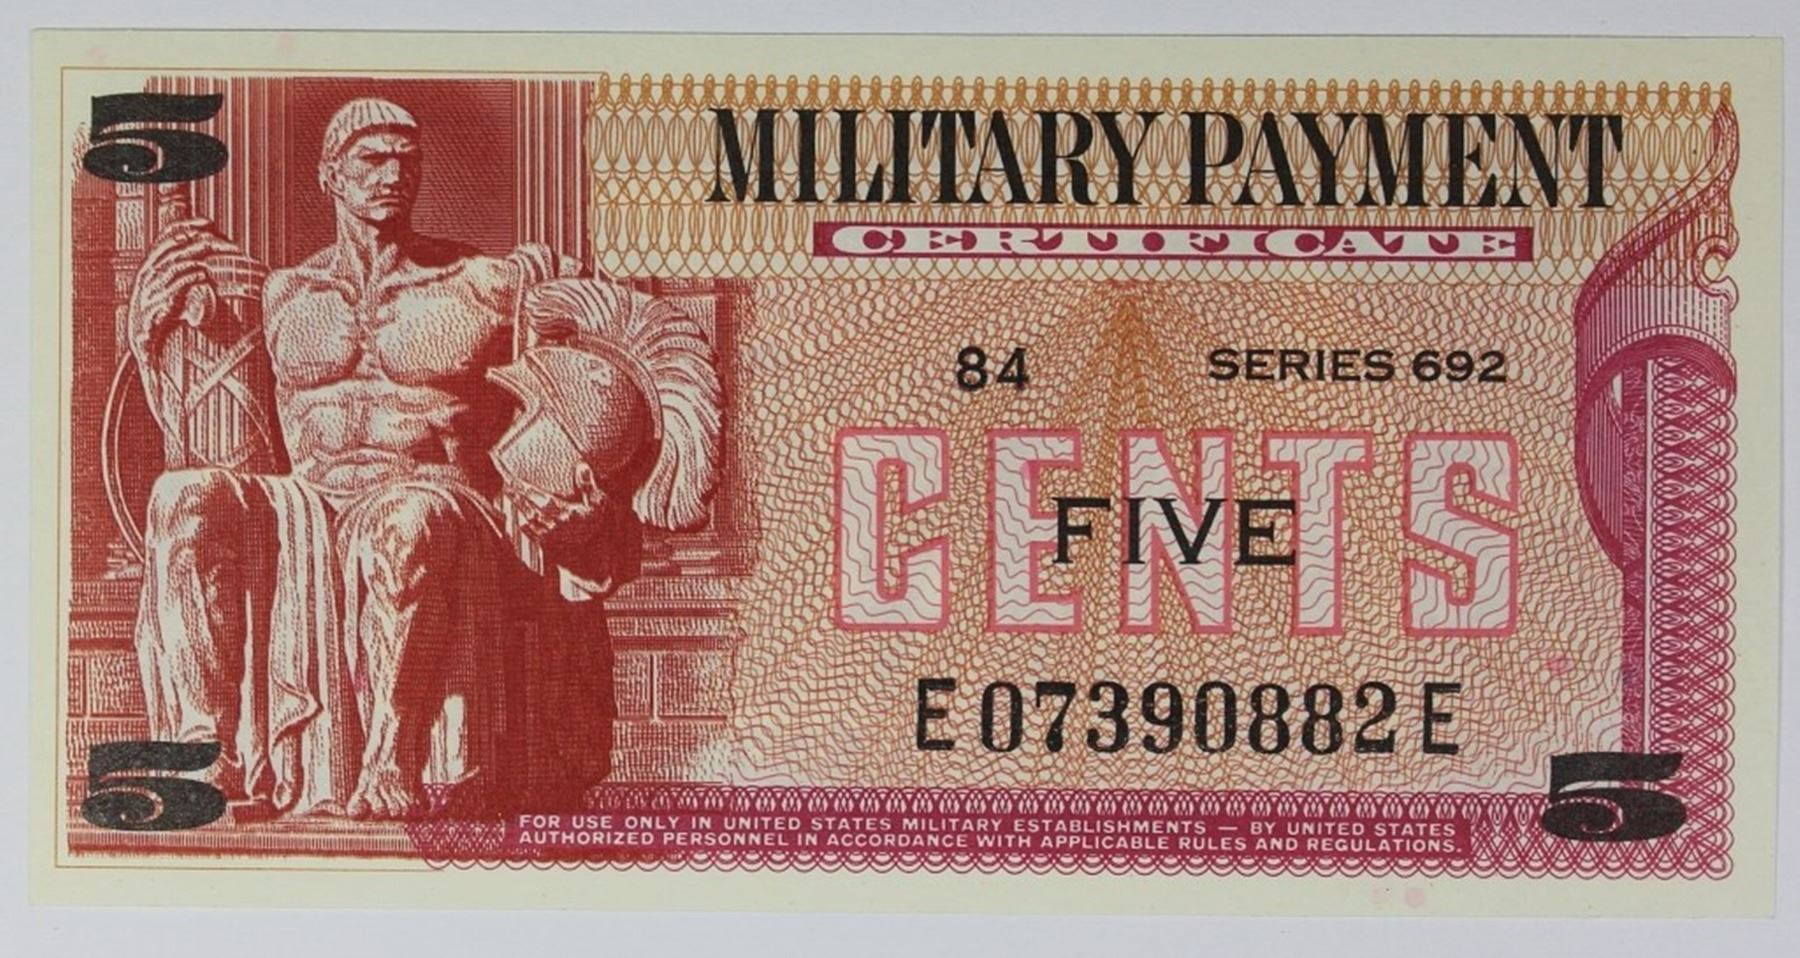 5
MILITARY PAYMENT
CERTIFICATE
84 SERIES 692
CENTS
FIVE
E07390882E
5
5
FOR USE ONLY IN UNITED STATES MILITARY ESTABLISHMENTS — BY UNITED STATES
AUTHORIZED PERSONNEL IN ACCORDANCE WITH APPLICABLE RULES AND REGULATIONS.